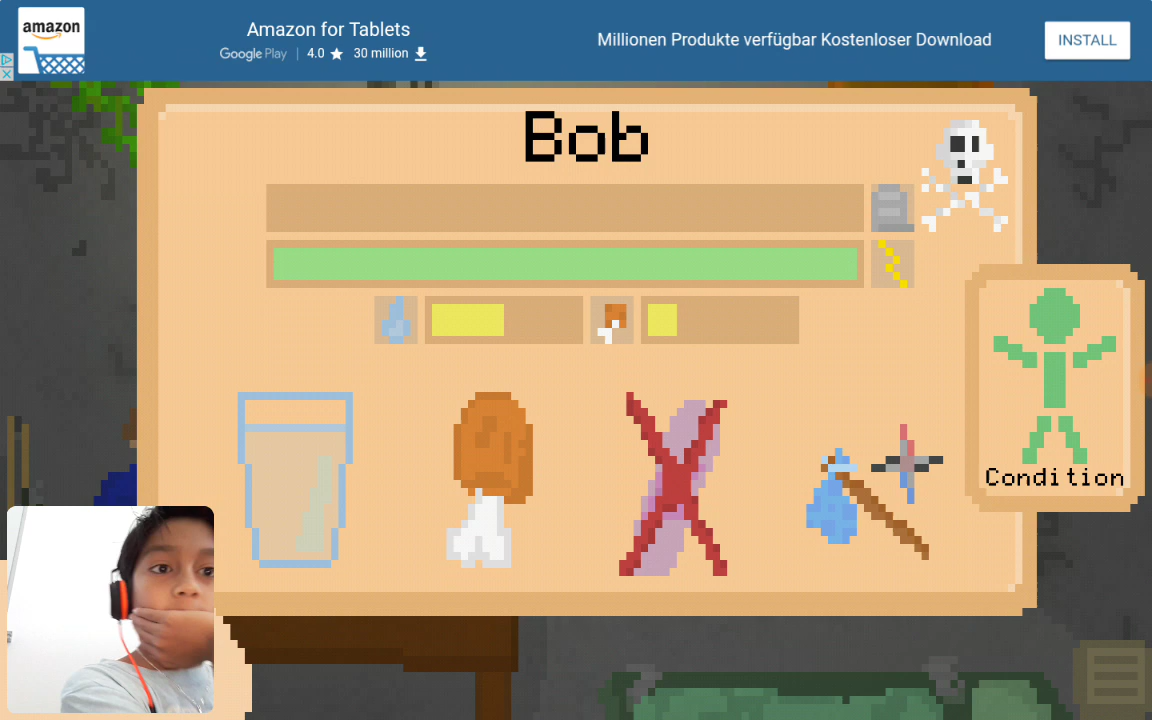 amazon
Amazon for Tablets
Google Play | 4.0 ★ 30 million
Millionen Produkte verfügbar Kostenloser Download
INSTALL
Bob
Condition